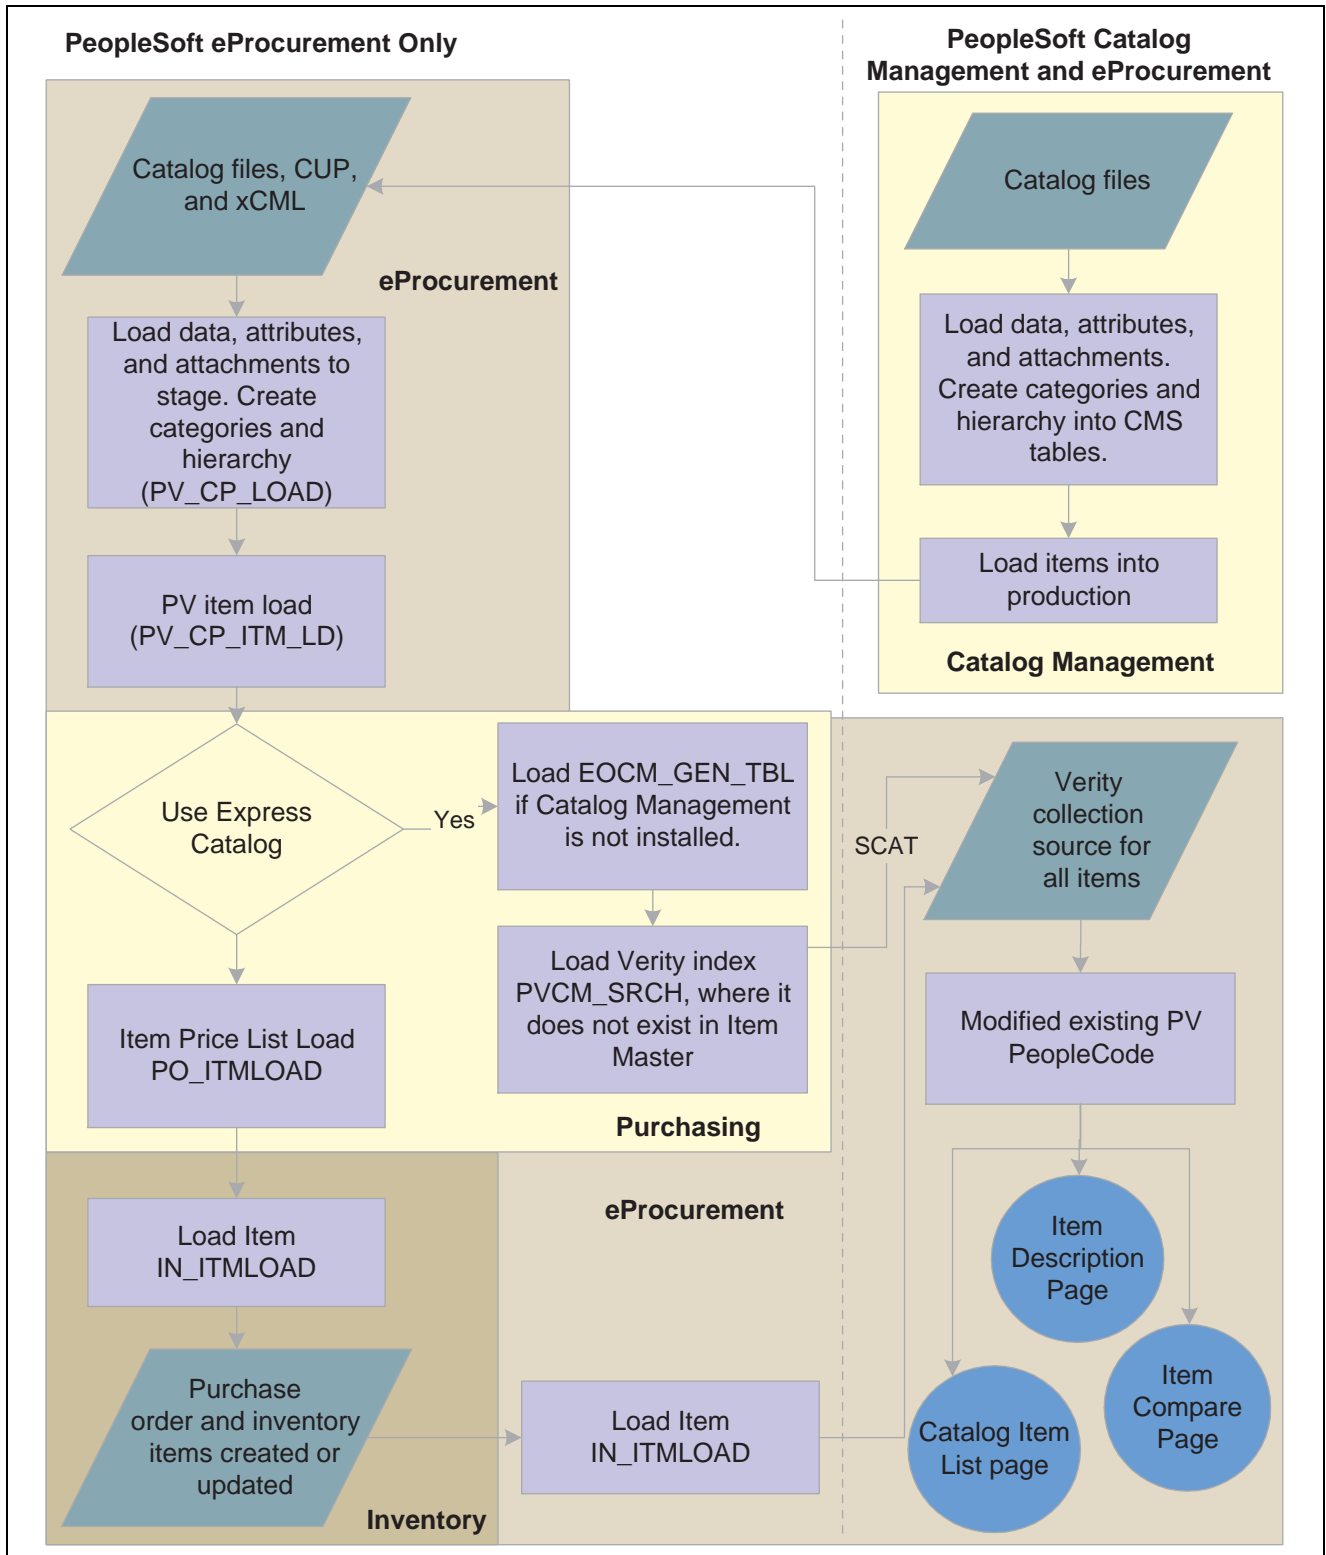 PeopleSoft eProcurement Only
PeopleSoft Catalog
Management and eProcurement
Catalog files, CUP,
and xCML
eProcurement
Load data, attributes,
and attachments to
stage. Create
categories and
hierarchy
(PV_CP_LOAD)
PV item load
(PV_CP_ITM_LD)
Catalog files
Load data, attributes,
and attachments.
Create categories and
hierarchy into CMS
tables.
Load items into
production
Catalog Management
Use Express
Catalog
Yes
Load EOCM_GEN_TBL
if Catalog Management
is not installed.
Load Verity index
PVCM_SRCH, where it
does not exist in Item
Master
Item Price List Load
PO_ITMLOAD
Purchasing
SCAT
Verity
collection
source for
all items
Modified existing PV
PeopleCode
Item
Description
Page
Item
Compare
Page
Catalog Item
List page
eProcurement
Load Item
IN_ITMLOAD
Purchase
order and inventory
items created or
updated
Inventory
Load Item
IN_ITMLOAD